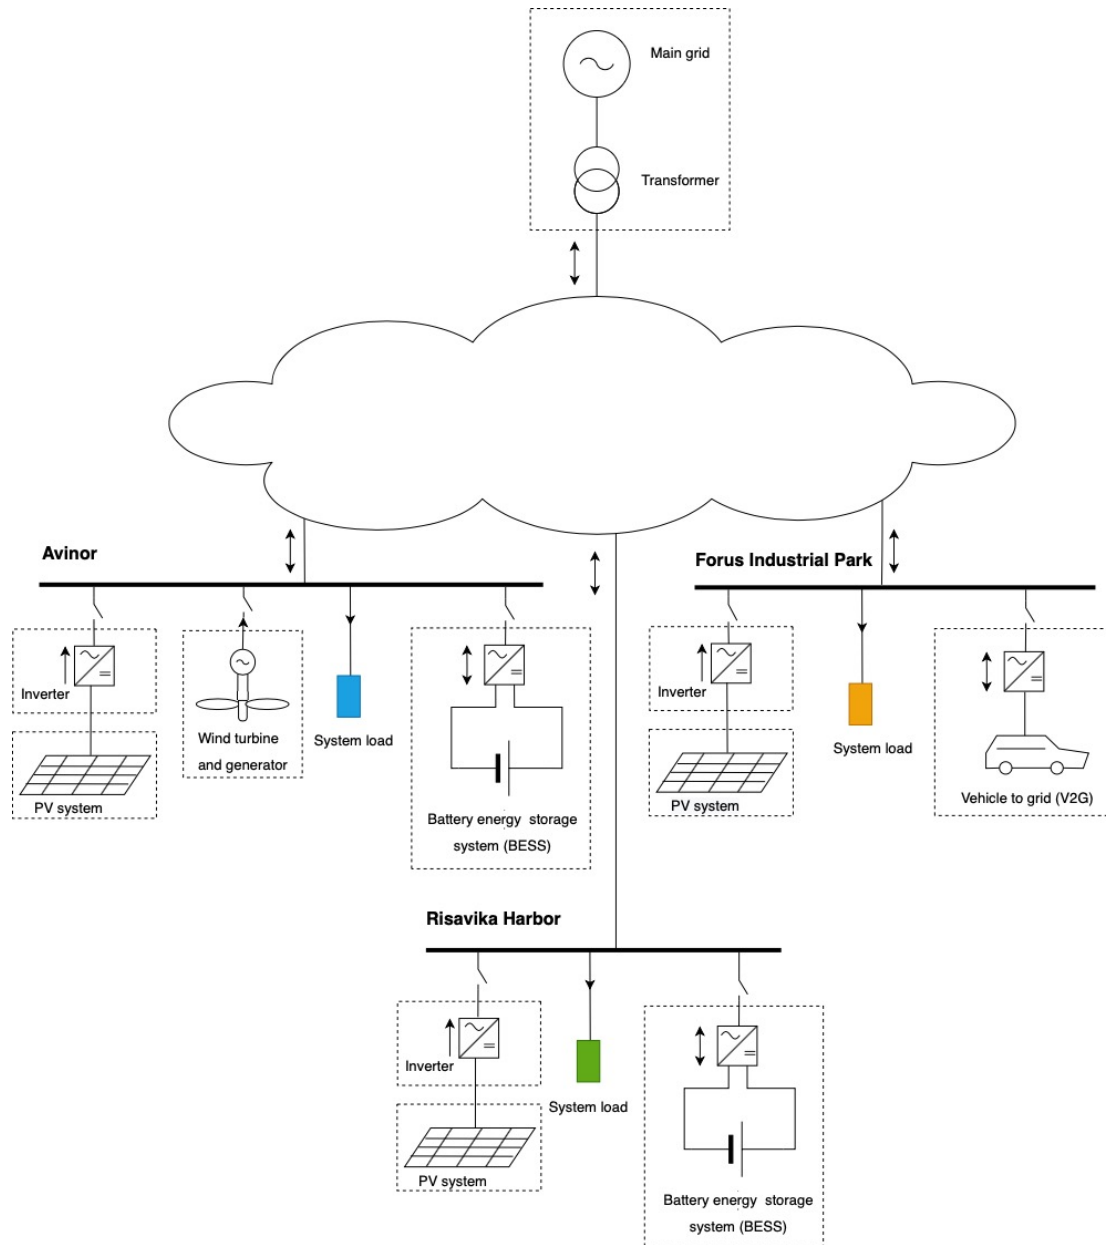 Main grid
Transformer
Avinor
Forus Industrial Park
Inverter
Wind turbine
and generator
System load
PV system
Battery energy storage
system (BESS)
Inverter
System load
PV system
Vehicle to grid (V2G)
Risavika Harbor
Inverter
System load
PV system
Battery energy storage
system (BESS)